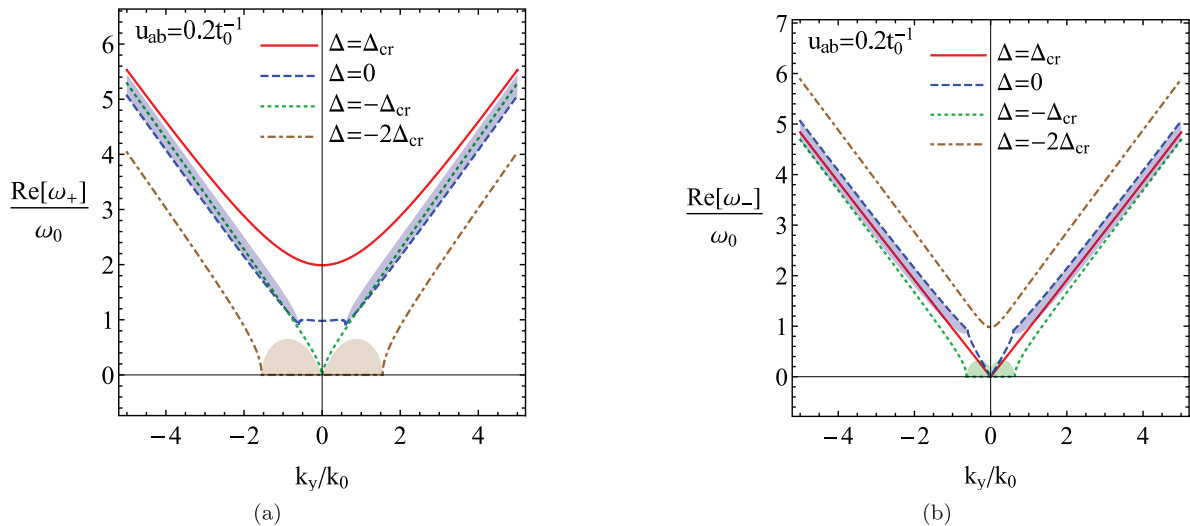 u_ab=0.2t_0^-1
Δ=Δ_cr
Δ=0
Δ=-Δ_cr
Δ=-2Δ_cr
Re[ω_+]
ω_0
6
5
4
3
2
1
0
-4 -2 0 2 4
k_y/k_0
(a)
u_ab=0.2t_0^-1
Δ=Δ_cr
Δ=0
Δ=-Δ_cr
Δ=-2Δ_cr
Re[ω_-]
ω_0
7
6
5
4
3
2
1
0
-4 -2 0 2 4
k_y/k_0
(b)